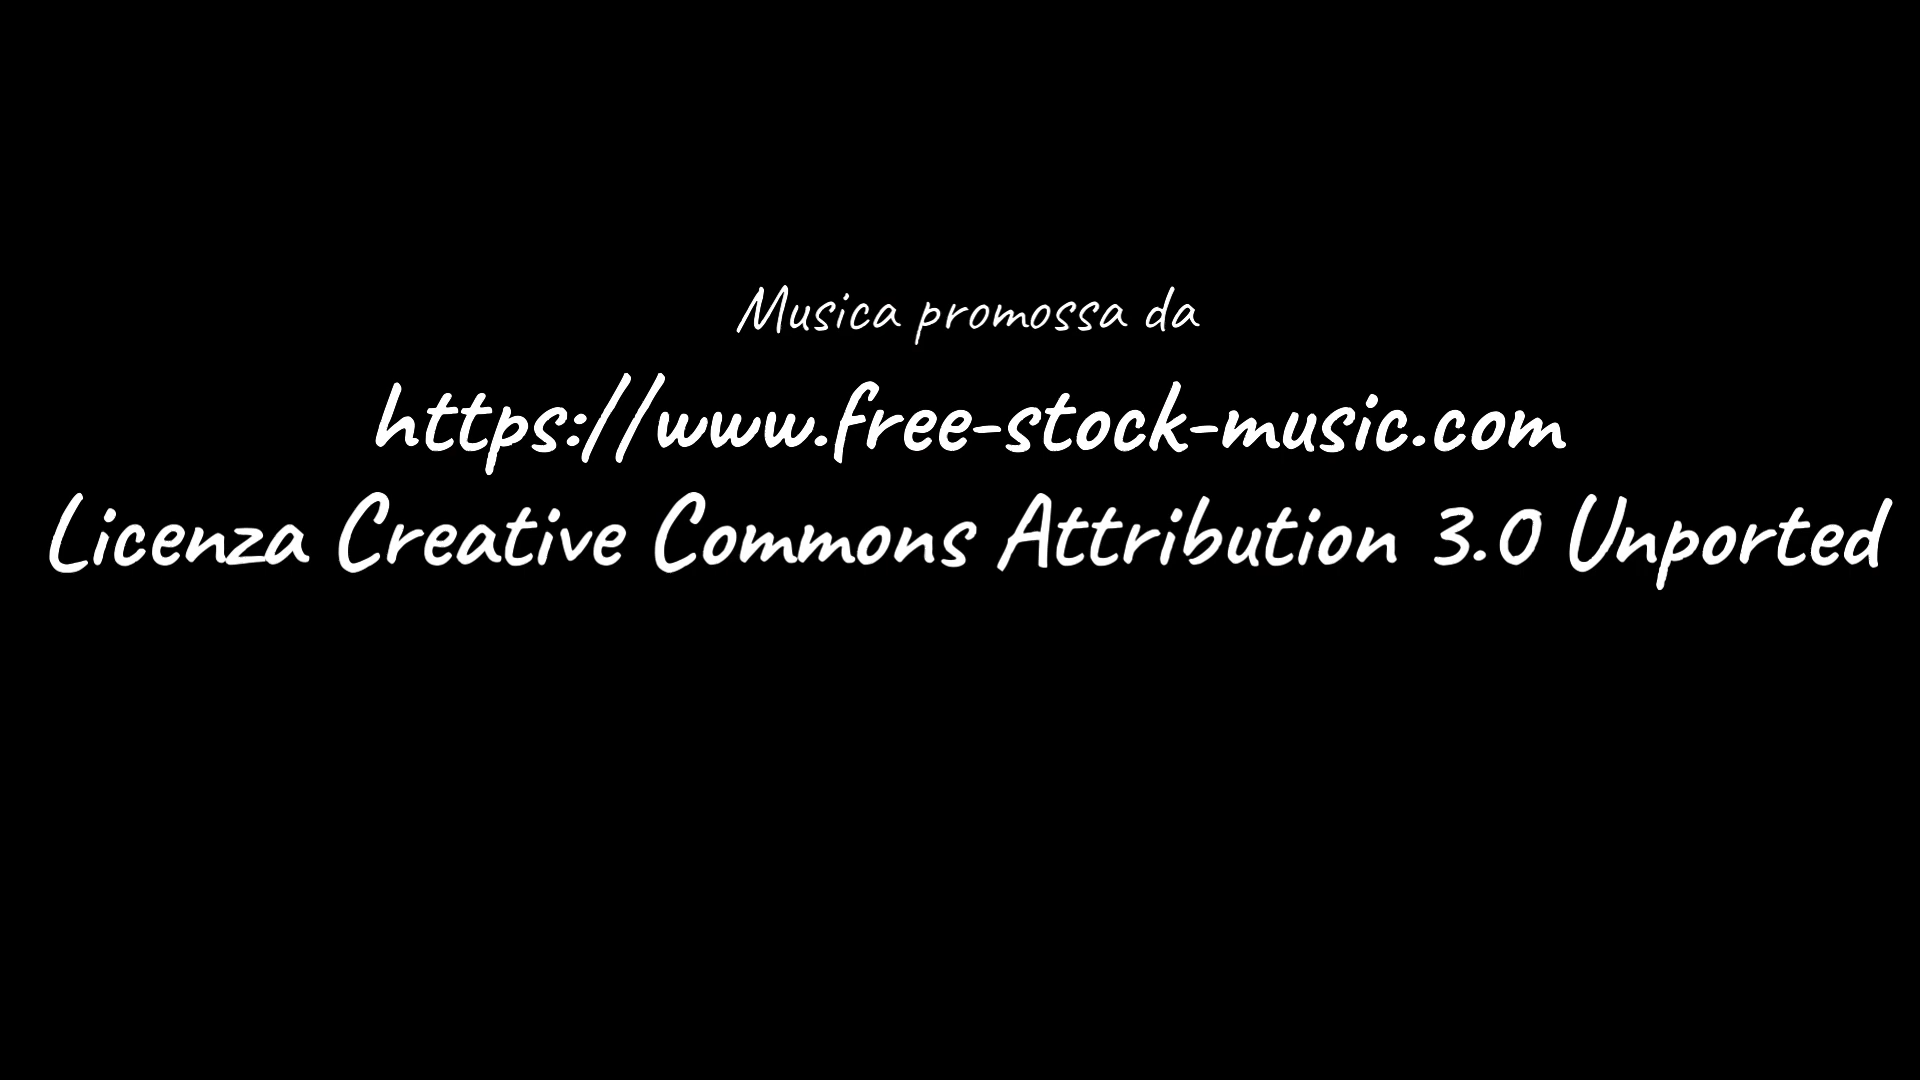 Musica promossa da
https://www.free-stock-music.com
Licenza Creative Commons Attribution 3.0 Unported